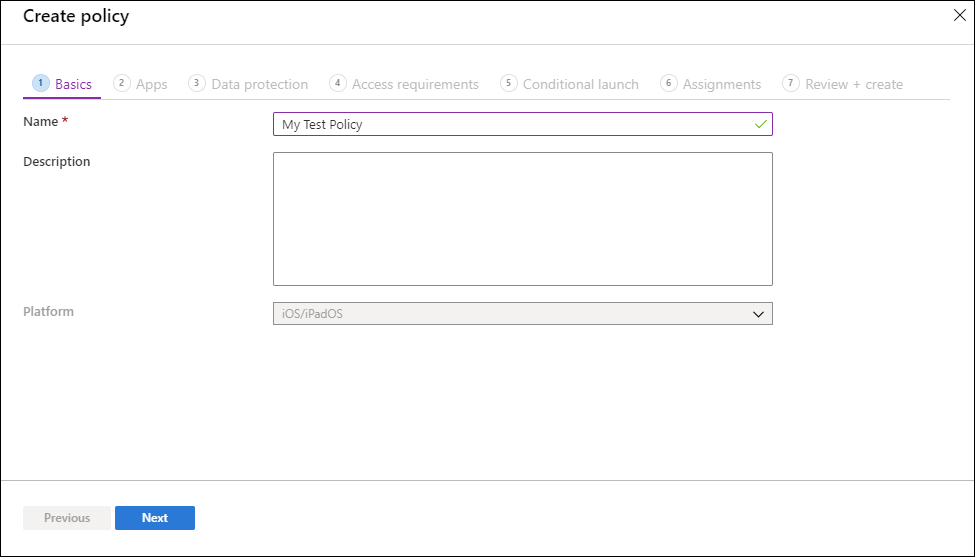 Create policy
1 Basics 2 Apps 3 Data protection 4 Access requirements 5 Conditional launch 6 Assignments 7 Review + create
Name * My Test Policy
Description
Platform iOS/iPadOS
Previous Next